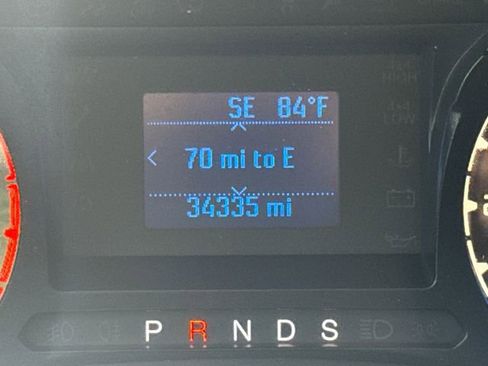 SE 84°F
70 mi to E
34335 mi
P R N D S